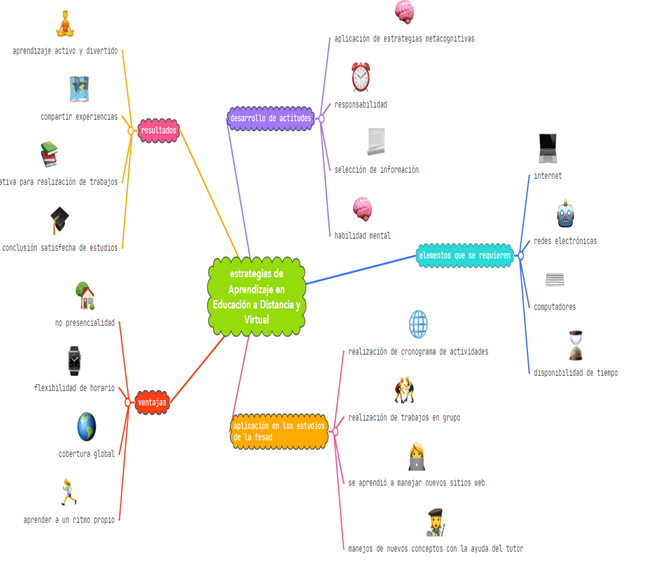 estrategias de
Aprendizaje en
Educación a Distancia y
Virtual
resultados
aprendizaje activo y divertido
compartir experiencias
ativa para realización de trabajos
conclusión satisfecha de estudios
desarrollo de actitudes
aplicación de estrategias metacognitivas
responsabilidad
selección de información
habilidad mental
elementos que se requieren
internet
redes electrónicas
computadores
disponibilidad de tiempo
ventajas
no presencialidad
flexibilidad de horario
cobertura global
aprender a un ritmo propio
aplicación en los estudios
de la fesad
realización de cronograma de actividades
realización de trabajos en grupo
se aprendió a manejar nuevos sitios web
manejos de nuevos conceptos con la ayuda del tutor